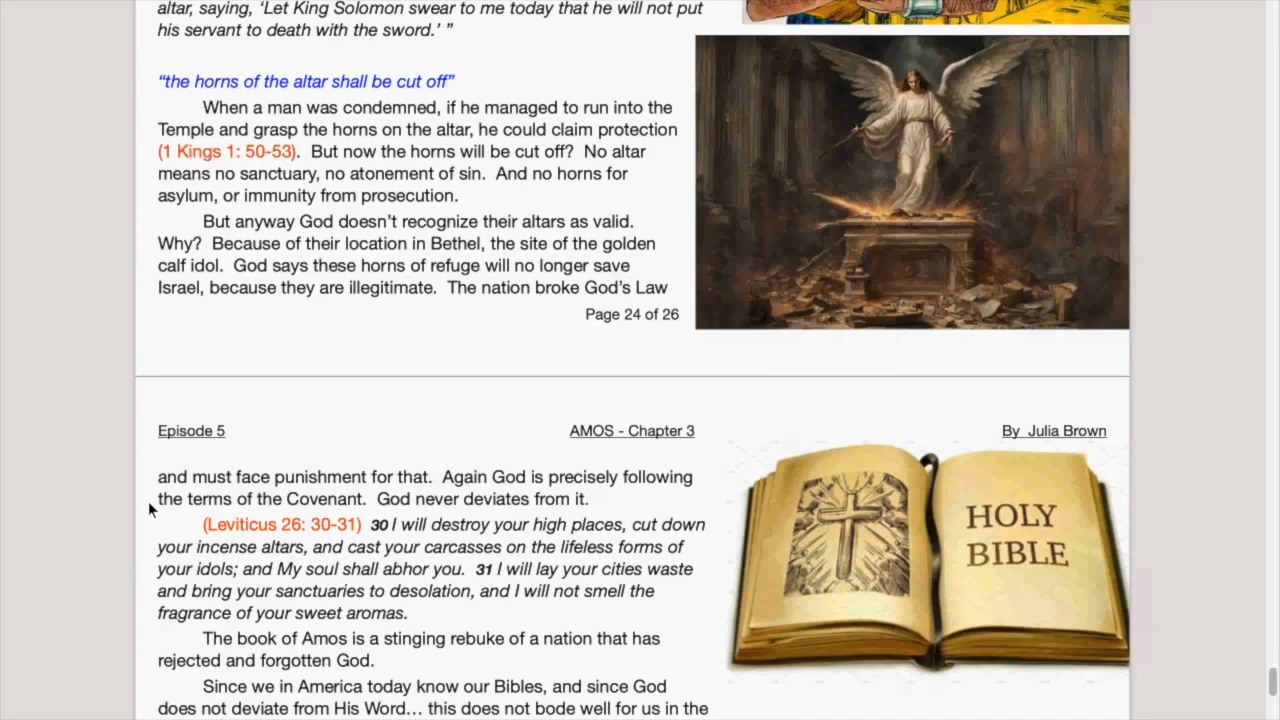 altar, saying, ‘Let King Solomon swear to me today that he will not put
his servant to death with the sword.’ ”
“the horns of the altar shall be cut off”
When a man was condemned, if he managed to run into the
Temple and grasp the horns on the altar, he could claim protection
(1 Kings 1: 50-53).  But now the horns will be cut off?  No altar
means no sanctuary, no atonement of sin.  And no horns for
asylum, or immunity from prosecution.
But anyway God doesn’t recognize their altars as valid.
Why?  Because of their location in Bethel, the site of the golden
calf idol.  God says these horns of refuge will no longer save
Israel, because they are illegitimate.  The nation broke God’s Law
Page 24 of 26
Episode 5
AMOS - Chapter 3
By  Julia Brown
and must face punishment for that.  Again God is precisely following
the terms of the Covenant.  God never deviates from it.
(Leviticus 26: 30-31)  30 I will destroy your high places, cut down
your incense altars, and cast your carcasses on the lifeless forms of
your idols; and My soul shall abhor you.  31 I will lay your cities waste
and bring your sanctuaries to desolation, and I will not smell the
fragrance of your sweet aromas.
The book of Amos is a stinging rebuke of a nation that has
rejected and forgotten God.
Since we in America today know our Bibles, and since God
does not deviate from His Word… this does not bode well for us in the
HOLY
BIBLE